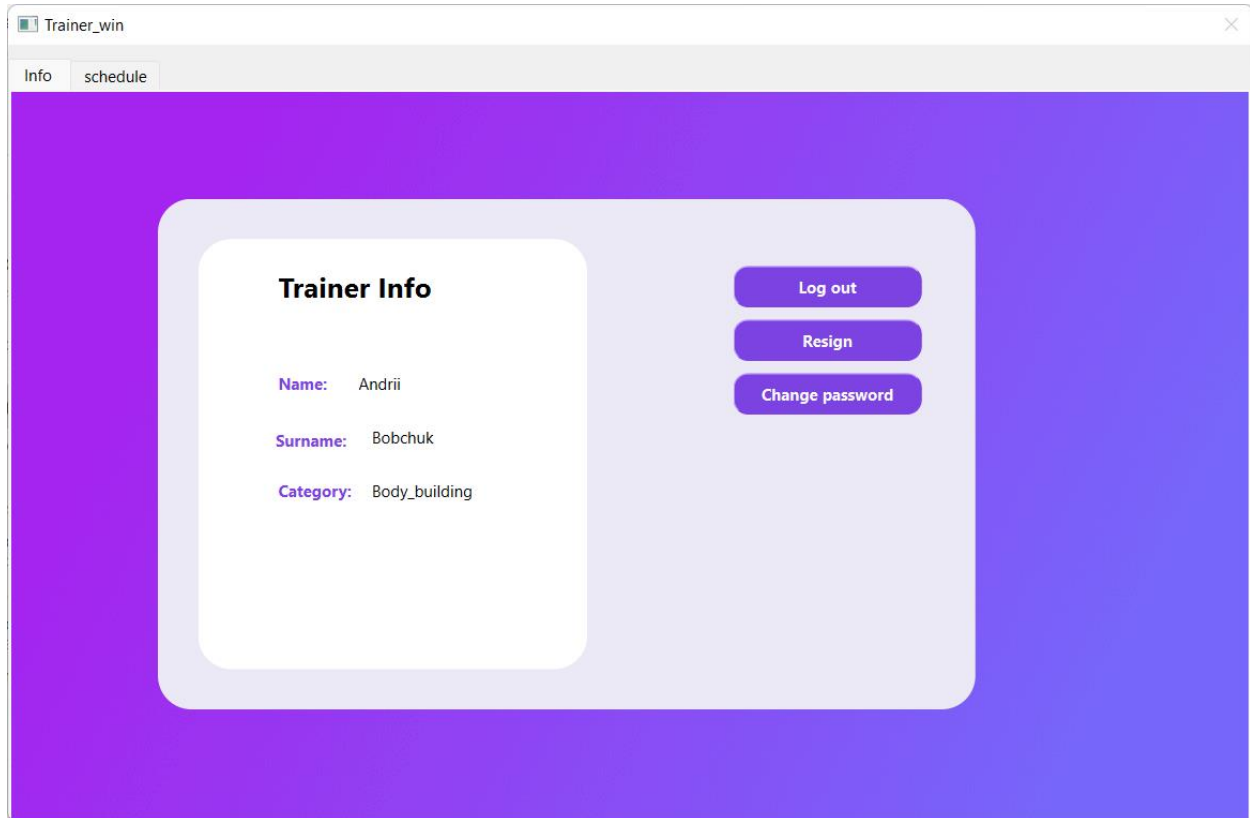 Trainer_win
Info schedule
Trainer Info
Name: Andrii
Surname: Bobchuk
Category: Body_building
Log out
Resign
Change password